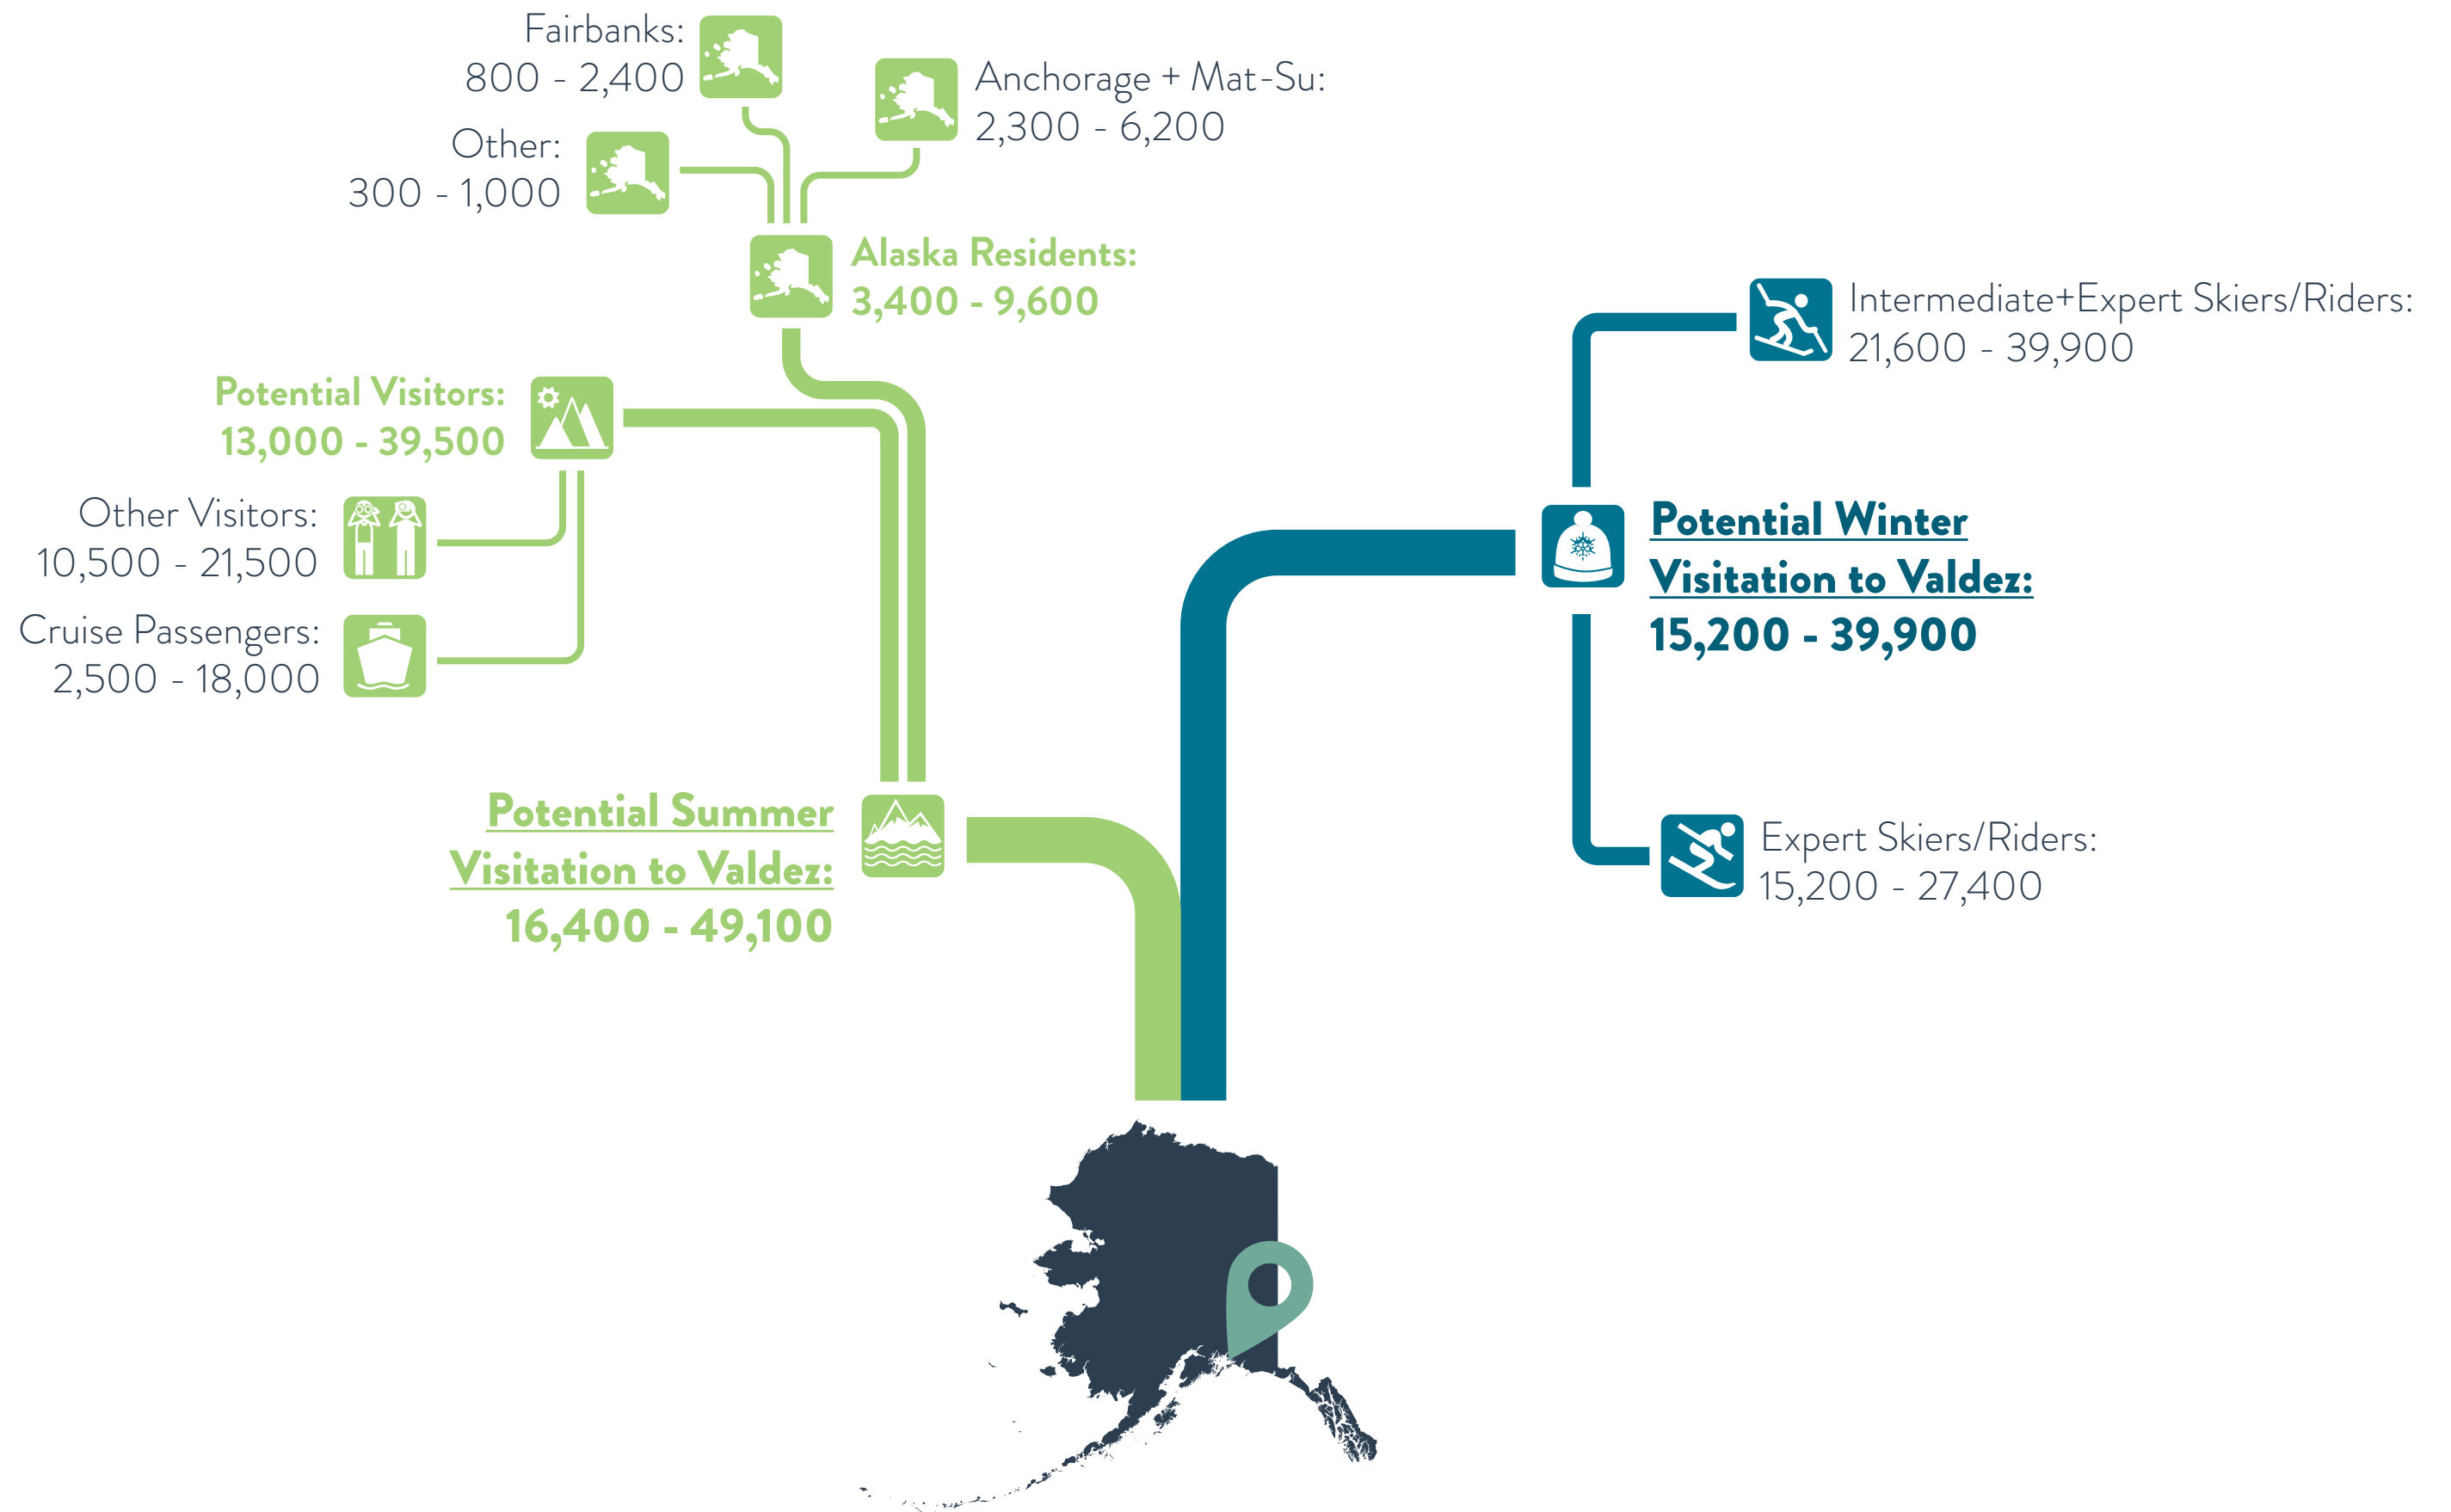 Fairbanks:
800 - 2,400
Anchorage + Mat-Su:
2,300 - 6,200
Other:
300 - 1,000
Alaska Residents:
3,400 - 9,600
Potential Visitors:
13,000 - 39,500
Other Visitors:
10,500 - 21,500
Cruise Passengers:
2,500 - 18,000
Potential Summer
Visitation to Valdez:
16,400 - 49,100
Intermediate+Expert Skiers/Riders:
21,600 - 39,900
Potential Winter
Visitation to Valdez:
15,200 - 39,900
Expert Skiers/Riders:
15,200 - 27,400